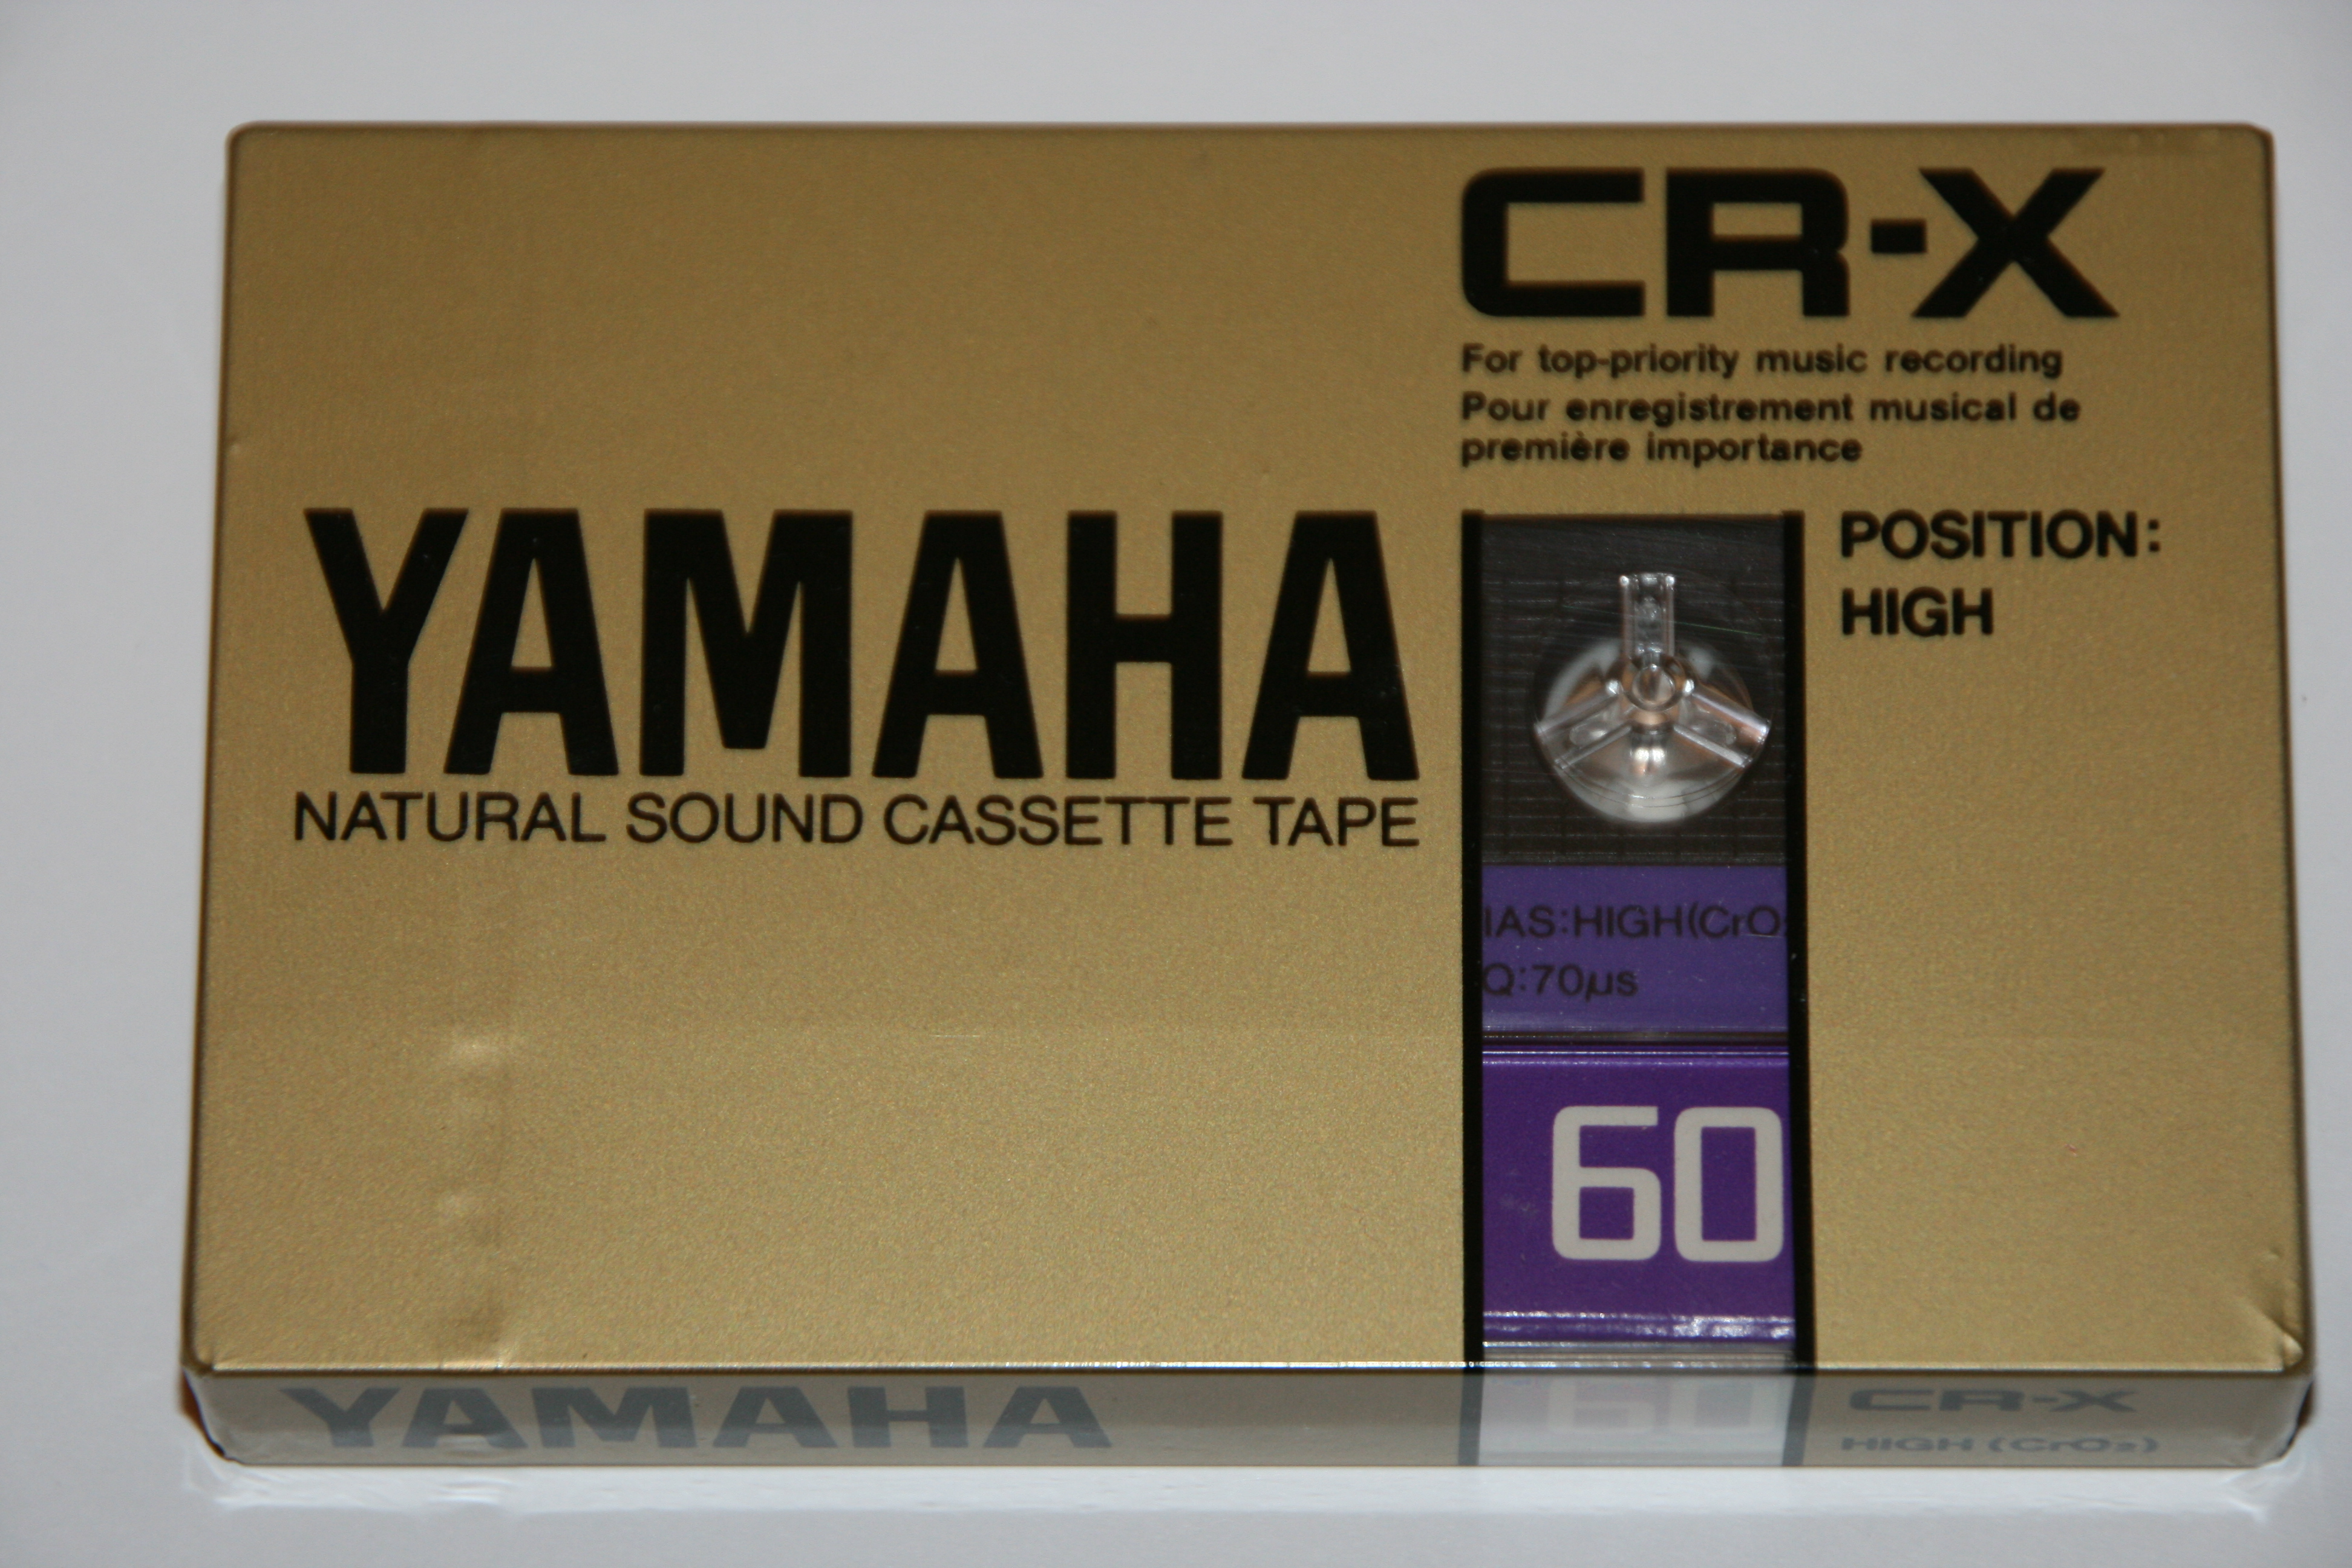 CR-X
For top-priority music recording
Pour enregistrement musical de
première importance
YAMAHA
NATURAL SOUND CASSETTE TAPE
POSITION:
HIGH
IAS:HIGH(CrO
Q:70µs
60
YAMAHA
60
CR-X
HIGH (CrO₂)